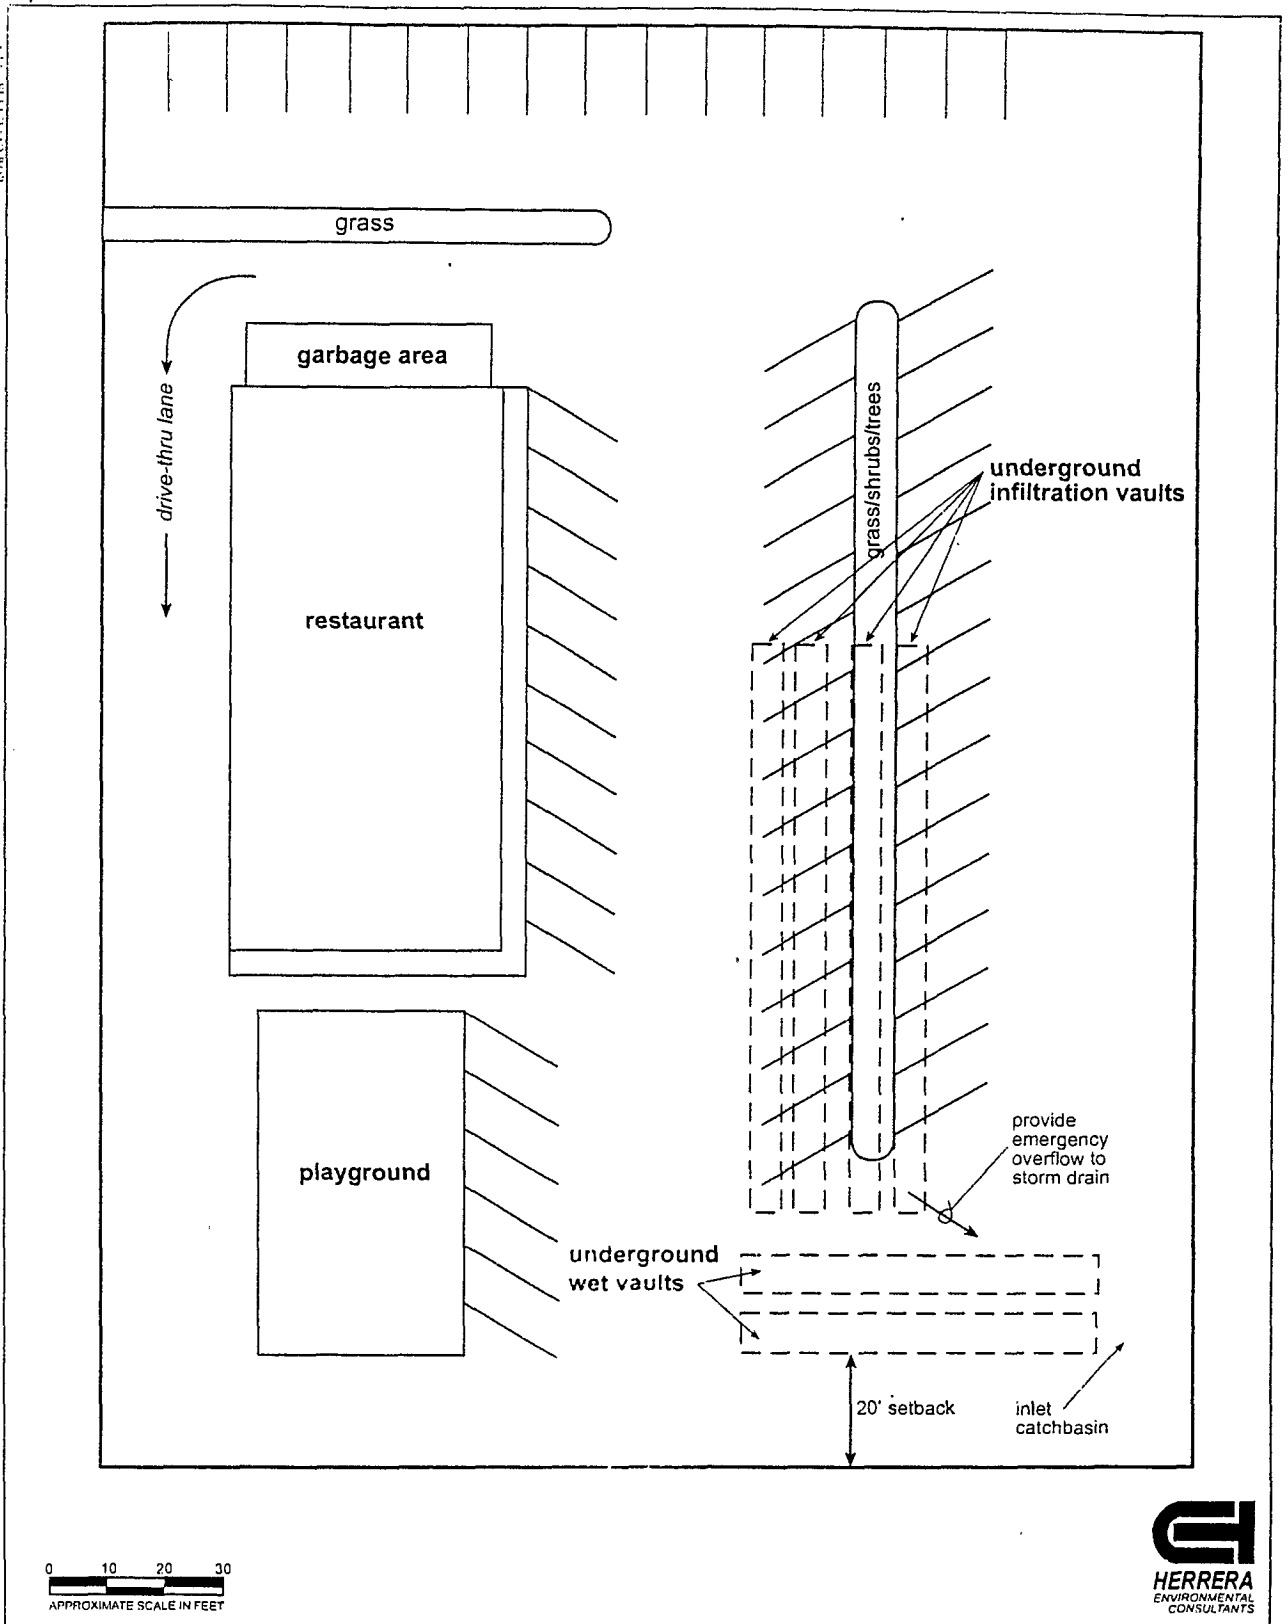 grass
garbage area
drive-thru lane
grass/shrubs/trees
underground
infiltration vaults
restaurant
provide
emergency
overflow to
storm drain
playground
underground
wet vaults
20' setback
inlet
catchbasin
0 10 20 30
APPROXIMATE SCALE IN FEET
HERRERA
ENVIRONMENTAL
CONSULTANTS